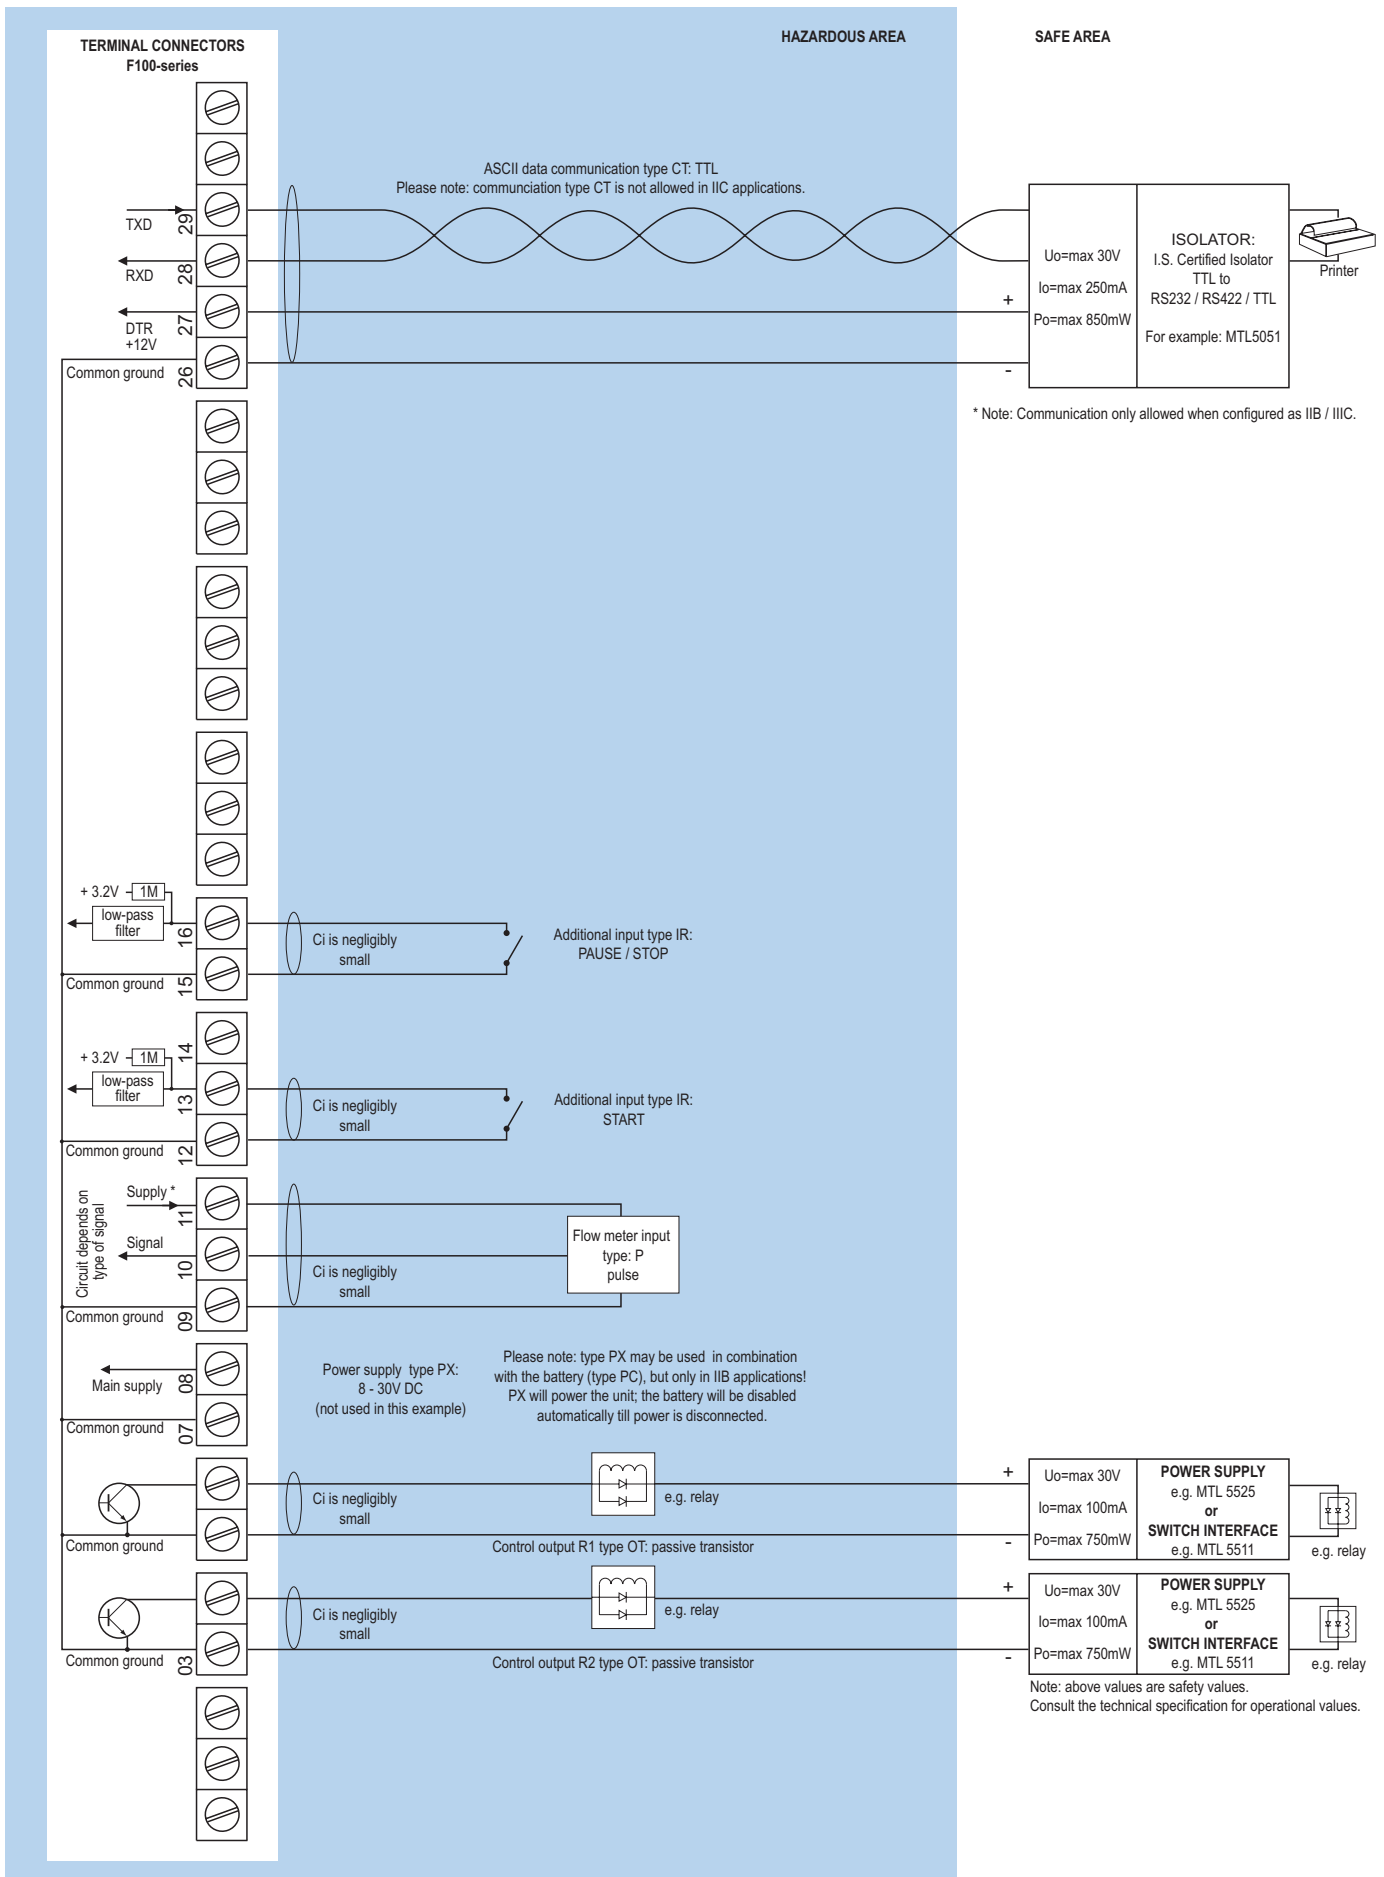 TERMINAL CONNECTORS
F100-series
HAZARDOUS AREA
SAFE AREA
ASCII data communication type CT: TTL
Please note: communciation type CT is not allowed in IIC applications.
TXD
29
RXD
28
DTR
+12V
27
Common ground
26
+
-
Uo=max 30V
Io=max 250mA
Po=max 850mW
ISOLATOR:
I.S. Certified Isolator
TTL to
RS232 / RS422 / TTL
For example: MTL5051
Printer
* Note: Communication only allowed when configured as IIB / IIIC.
+ 3.2V
1M
low-pass
filter
16
Common ground
15
Ci is negligibly
small
Additional input type IR:
PAUSE / STOP
14
+ 3.2V
1M
low-pass
filter
13
Common ground
12
Ci is negligibly
small
Additional input type IR:
START
Circuit depends on
type of signal
Supply *
11
Signal
10
Common ground
09
Ci is negligibly
small
Flow meter input
type: P
pulse
Main supply
08
Common ground
07
Power supply type PX:
8 - 30V DC
(not used in this example)
Please note: type PX may be used in combination
with the battery (type PC), but only in IIB applications!
PX will power the unit; the battery will be disabled
automatically till power is disconnected.
Common ground
Ci is negligibly
small
e.g. relay
Control output R1 type OT: passive transistor
+
-
Uo=max 30V
Io=max 100mA
Po=max 750mW
POWER SUPPLY
e.g. MTL 5525
or
SWITCH INTERFACE
e.g. MTL 5511
e.g. relay
Common ground
03
Ci is negligibly
small
e.g. relay
Control output R2 type OT: passive transistor
+
-
Uo=max 30V
Io=max 100mA
Po=max 750mW
POWER SUPPLY
e.g. MTL 5525
or
SWITCH INTERFACE
e.g. MTL 5511
e.g. relay
Note: above values are safety values.
Consult the technical specification for operational values.